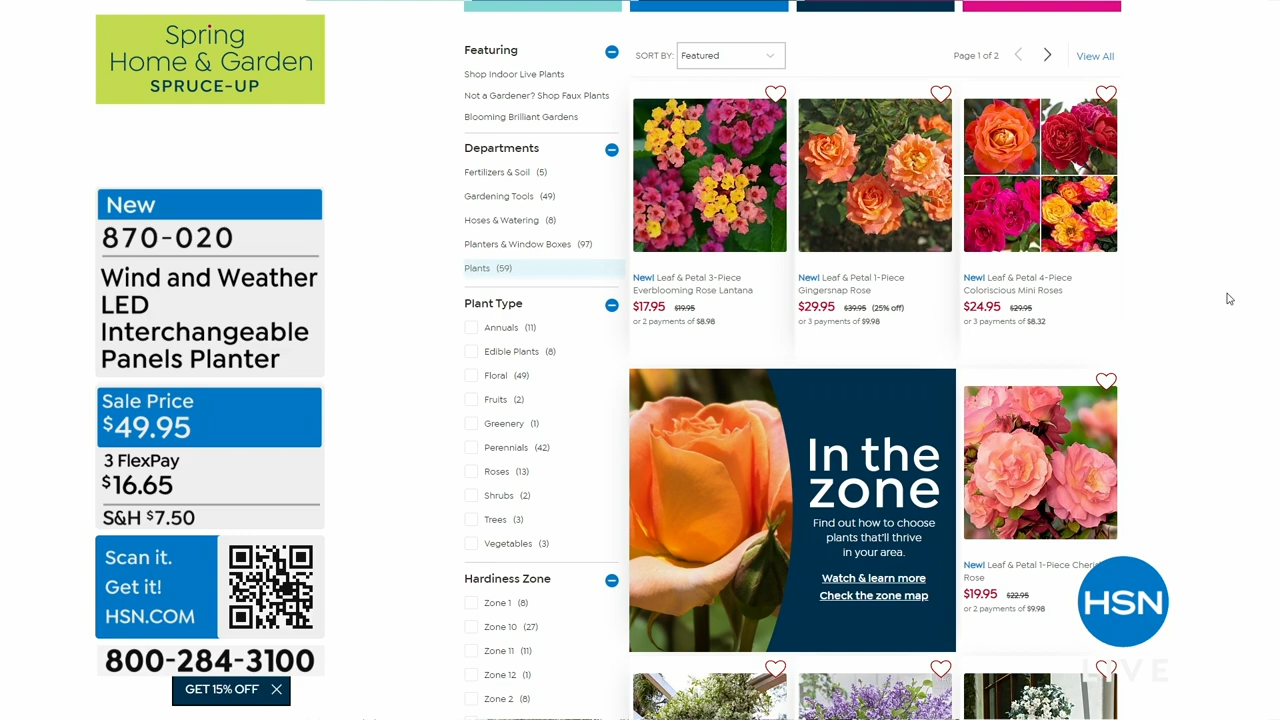 Spring
Home & Garden
SPRUCE-UP
New
870-020
Wind and Weather
LED
Interchangeable
Panels Planter
Sale Price
$49.95
3 FlexPay
$16.65
S&H $7.50
Scan it.
Get it!
HSN.COM
800-284-3100
GET 15% OFF
Featuring
Shop Indoor Live Plants
Not a Gardener? Shop Faux Plants
Blooming Brilliant Gardens
Departments
Fertilizers & Soil (5)
Gardening Tools (49)
Hoses & Watering (8)
Planters & Window Boxes (97)
Plants (59)
Plant Type
Annuals (11)
Edible Plants (8)
Floral (49)
Fruits (2)
Greenery (1)
Perennials (42)
Roses (13)
Shrubs (2)
Trees (3)
Vegetables (3)
Hardiness Zone
Zone 1 (8)
Zone 10 (27)
Zone 11 (11)
Zone 12 (1)
Zone 2 (8)
SORT BY: Featured
Page 1 of 2
View All
New! Leaf & Petal 3-Piece
Everblooming Rose Lantana
$17.95 $19.95
or 2 payments of $8.98
New! Leaf & Petal 1-Piece
Gingersnap Rose
$29.95 $39.95 (25% off)
or 3 payments of $9.98
New! Leaf & Petal 4-Piece
Coloriscious Mini Roses
$24.95 $29.95
or 3 payments of $8.32
In the
zone
Find out how to choose
plants that'll thrive
in your area.
Watch & learn more
Check the zone map
New! Leaf & Petal 1-Piece Cheri
Rose
$19.95 $22.95
or 2 payments of $9.98
HSN
LIVE